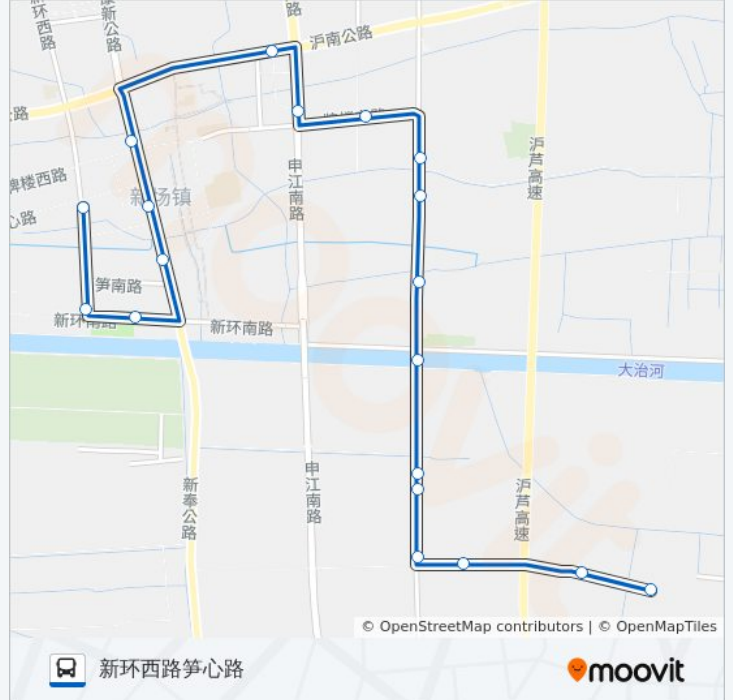 新环西路
新公路
路
沪南公路
路
牌楼西路
心路
新场镇
申江南路
沪芦高速
笋南路
新环南路
新环南路
大治河
新奉公路
申江南路
沪芦高速
© OpenStreetMap contributors | © OpenMapTiles
新环西路笋心路
moovit